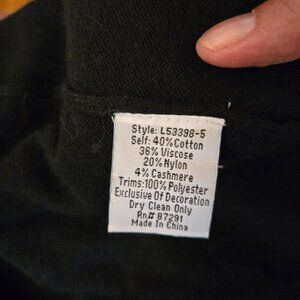 Style: LS3398-5
Self: 40%Cotton
36% Viscose
20% Nylon
4% Cashmere
Trims:100% Polyester
Exclusive Of Decoration
Dry Clean Only
Rn# 87291
Made In China